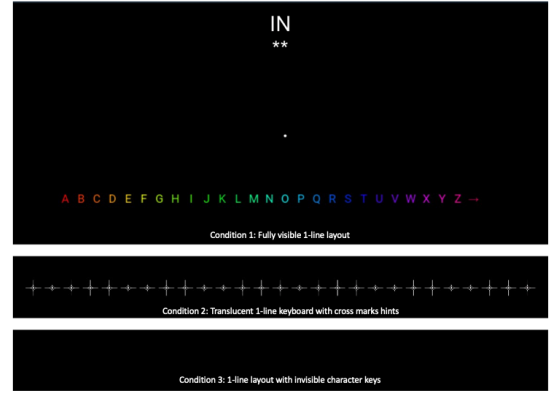 IN
**
A B C D E F G H I J K L M N O P Q R S T U V W X Y Z →
Condition 1: Fully visible 1-line layout
Condition 2: Translucent 1-line keyboard with cross marks hints
Condition 3: 1-line layout with invisible character keys